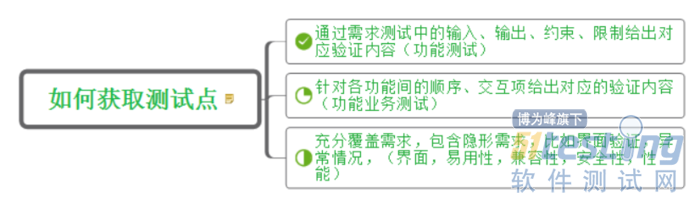 如何获取测试点
通过需求测试中的输入、输出、约束、限制给出对
应验证内容（功能测试）
针对各功能间的顺序、交互项给出对应的验证内容
（功能业务测试）
充分覆盖需求，包含隐形需求，比如界面验证，异
常情况，（界面，易用性，兼容性，安全性，性
能）
博为峰旗下
51testing
软件测试网